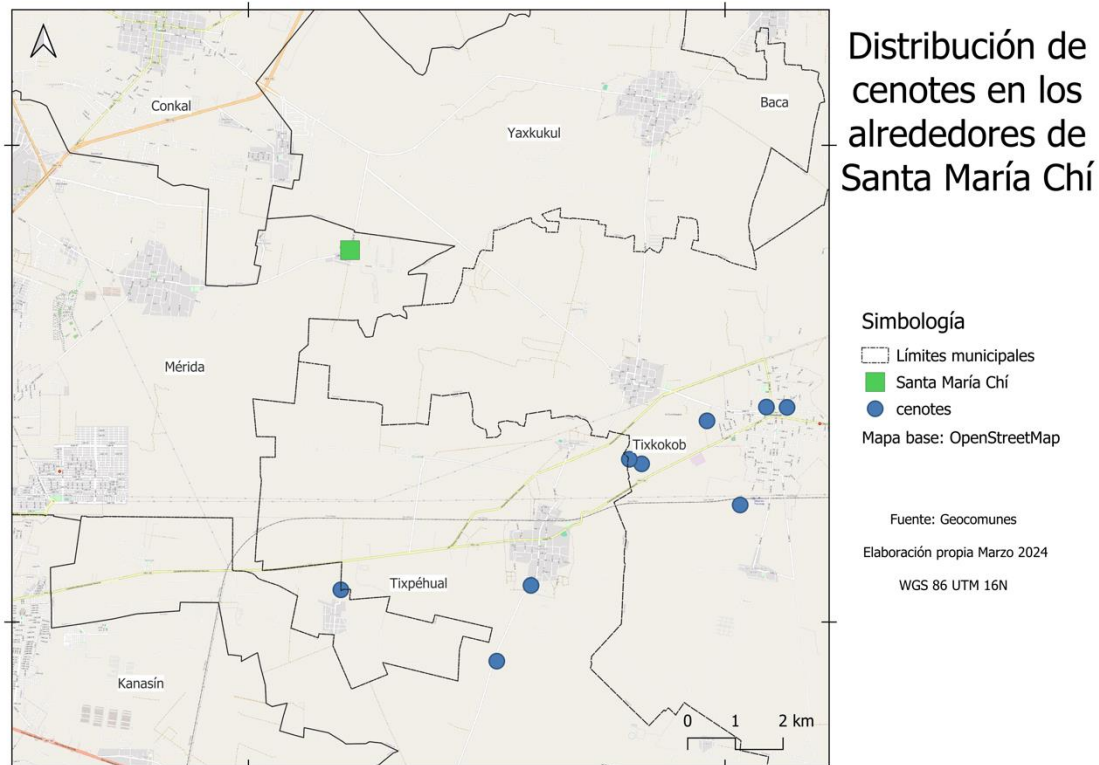 Distribución de
cenotes en los
alrededores de
Santa María Chí
Conkal
Yaxkukul
Baca
Mérida
Tixkokob
Tixpéhual
Kanasín
0 1 2 km
Simbología
Límites municipales
Santa María Chí
cenotes
Mapa base: OpenStreetMap
Fuente: Geocomunes
Elaboración propia Marzo 2024
WGS 86 UTM 16N